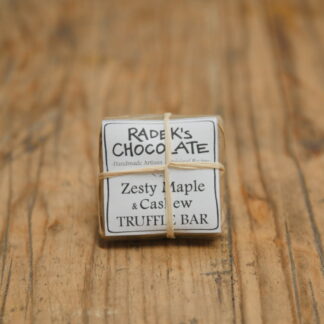 RADEK'S
CHOCOLATE
Handmade Artisan
Zesty Maple
& Cashew
TRUFFLE BAR